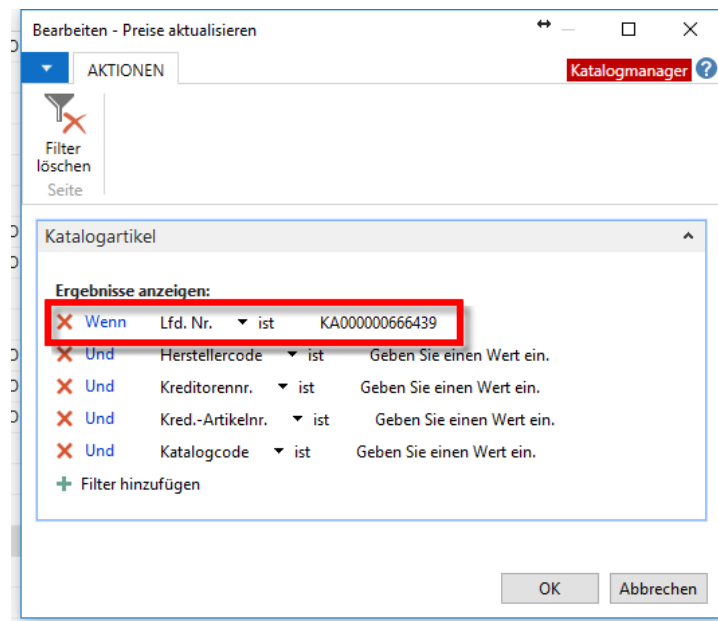 Bearbeiten - Preise aktualisieren
AKTIONEN
Katalogmanager ?
Filter
löschen
Seite
Katalogartikel
Ergebnisse anzeigen:
Wenn Lfd. Nr. ist KA000000666439
Und Herstellercode ist Geben Sie einen Wert ein.
Und Kreditorennr. ist Geben Sie einen Wert ein.
Und Kred.-Artikelnr. ist Geben Sie einen Wert ein.
Und Katalogcode ist Geben Sie einen Wert ein.
Filter hinzufügen
OK Abbrechen